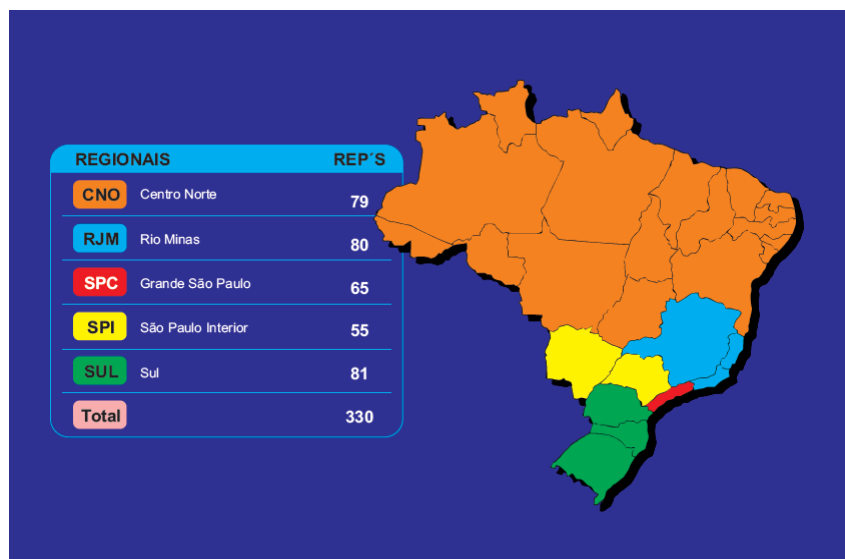 REGIONAIS REP´S
CNO Centro Norte 79
RJM Rio Minas 80
SPC Grande São Paulo 65
SPI São Paulo Interior 55
SUL Sul 81
Total 330